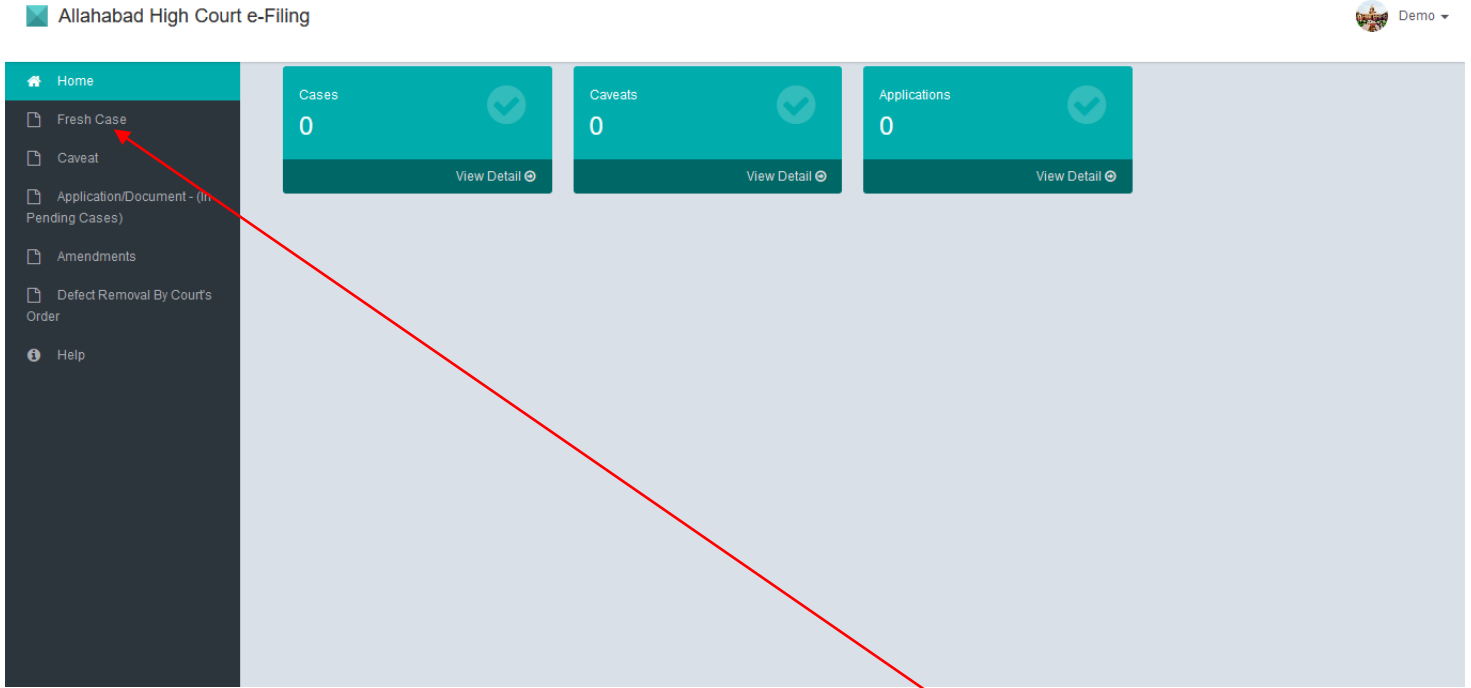 Allahabad High Court e-Filing
Demo
Home
Fresh Case
Caveat
Application/Document - (In
Pending Cases)
Amendments
Defect Removal By Court's
Order
Help
Cases
0
View Detail
Caveats
0
View Detail
Applications
0
View Detail